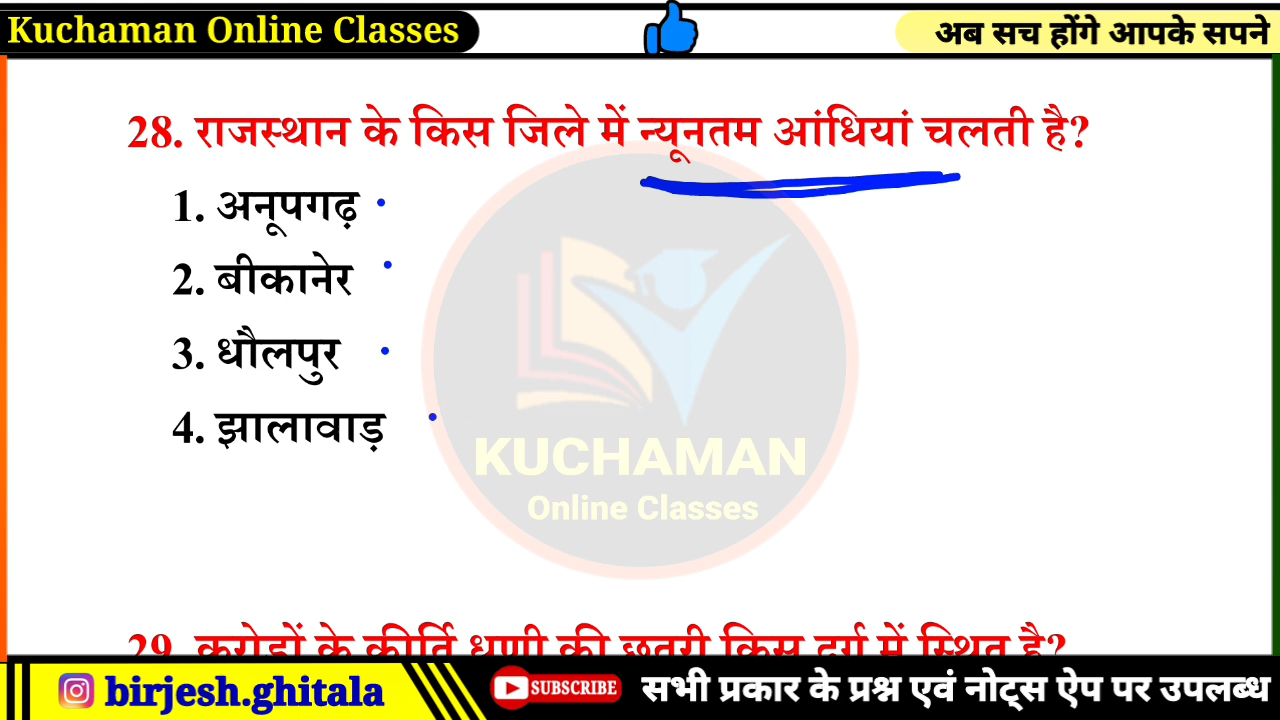 Kuchaman Online Classes
अब सच होंगे आपके सपने
28. राजस्थान के किस जिले में न्यूनतम आंधियां चलती है?
1. अनूपगढ़
2. बीकानेर
3. धौलपुर
4. झालावाड़
KUCHAMAN
Online Classes
29. करोडों के कीर्ति धणी की छतरी किस दुर्ग में स्थित है?
birjesh.ghitala
SUBSCRIBE
सभी प्रकार के प्रश्न एवं नोट्स ऐप पर उपलब्ध